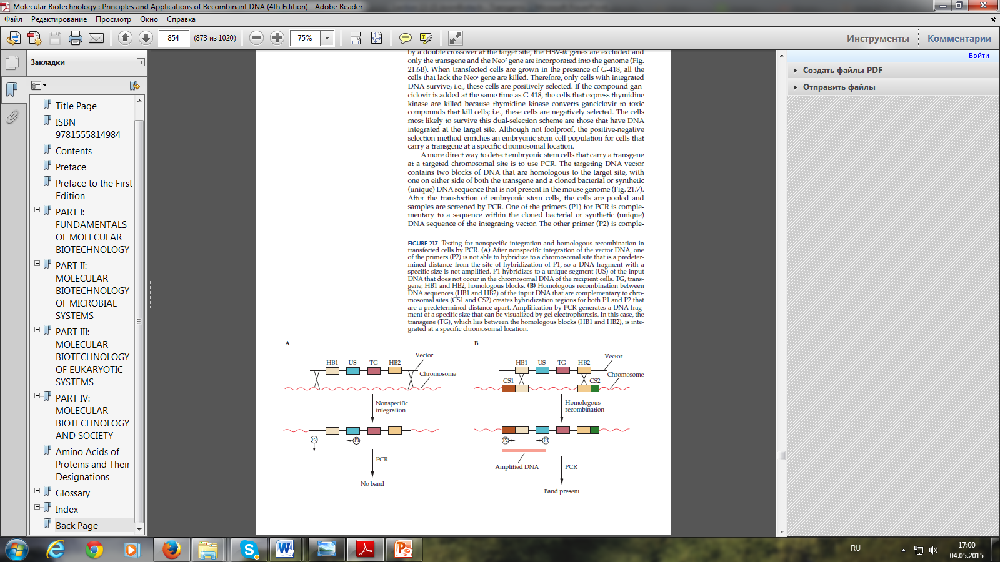 Molecular Biotechnology : Principles and Applications of Recombinant DNA (4th Edition) - Adobe Reader
Файл Редактирование Просмотр Окно Справка
854 (873 из 1020) 75% Инструменты Комментарии
Войти
Создать файлы PDF
Отправить файлы
Закладки
Title Page
ISBN
9781555814984
Contents
Preface
Preface to the First
Edition
PART I:
FUNDAMENTALS
OF MOLECULAR
BIOTECHNOLOGY
PART II:
MOLECULAR
BIOTECHNOLOGY
OF MICROBIAL
SYSTEMS
PART III:
MOLECULAR
BIOTECHNOLOGY
OF EUKARYOTIC
SYSTEMS
PART IV:
MOLECULAR
BIOTECHNOLOGY
AND SOCIETY
Amino Acids of
Proteins and Their
Designations
Glossary
Index
Back Page
by a double crossover at the target site, the HSV-tk genes are excluded and
only the transgene and the Neoʳ gene are incorporated into the genome (Fig.
21.6B). When transfected cells are grown in the presence of G-418, all the
cells that lack the Neoʳ gene are killed. Therefore, only cells with integrated
DNA survive; i.e., these cells are positively selected. If the compound gan-
ciclovir is added at the same time as G-418, the cells that express thymidine
kinase are killed because thymidine kinase converts ganciclovir to toxic
compounds that kill cells; i.e., these cells are negatively selected. The cells
most likely to survive this dual-selection scheme are those that have DNA
integrated at the target site. Although not foolproof, the positive-negative
selection method enriches an embryonic stem cell population for cells that
carry a transgene at a specific chromosomal location.
A more direct way to detect embryonic stem cells that carry a transgene
at a targeted chromosomal site is to use PCR. The targeting DNA vector
contains two blocks of DNA that are homologous to the target site, with
one on either side of both the transgene and a cloned bacterial or synthetic
(unique) DNA sequence that is not present in the mouse genome (Fig. 21.7).
After the transfection of embryonic stem cells, the cells are pooled and
samples are screened by PCR. One of the primers (P1) for PCR is comple-
mentary to a sequence within the cloned bacterial or synthetic (unique)
DNA sequence of the integrating vector. The other primer (P2) is comple-
FIGURE 21.7 Testing for nonspecific integration and homologous recombination in
transfected cells by PCR. (A) After nonspecific integration of the vector DNA, one
of the primers (P2) is not able to hybridize to a chromosomal site that is a predeter-
mined distance from the site of hybridization of P1, so a DNA fragment with a
specific size is not amplified. P1 hybridizes to a unique segment (US) of the input
DNA that does not occur in the chromosomal DNA of the recipient cells. TG, trans-
gene; HB1 and HB2, homologous blocks. (B) Homologous recombination between
DNA sequences (HB1 and HB2) of the input DNA that are complementary to chro-
mosomal sites (CS1 and CS2) creates hybridization regions for both P1 and P2 that
are a predetermined distance apart. Amplification by PCR generates a DNA frag-
ment of a specific size that can be visualized by gel electrophoresis. In this case, the
transgene (TG), which lies between the homologous blocks (HB1 and HB2), is inte-
grated at a specific chromosomal location.
A
HB1 US TG HB2 Vector
Chromosome
Nonspecific
integration
P2 P1
PCR
No band
B
HB1 US TG HB2 Vector
Chromosome
CS1 CS2
Homologous
recombination
P2 P1
Amplified DNA PCR
Band present
RU
17:00
04.05.2015